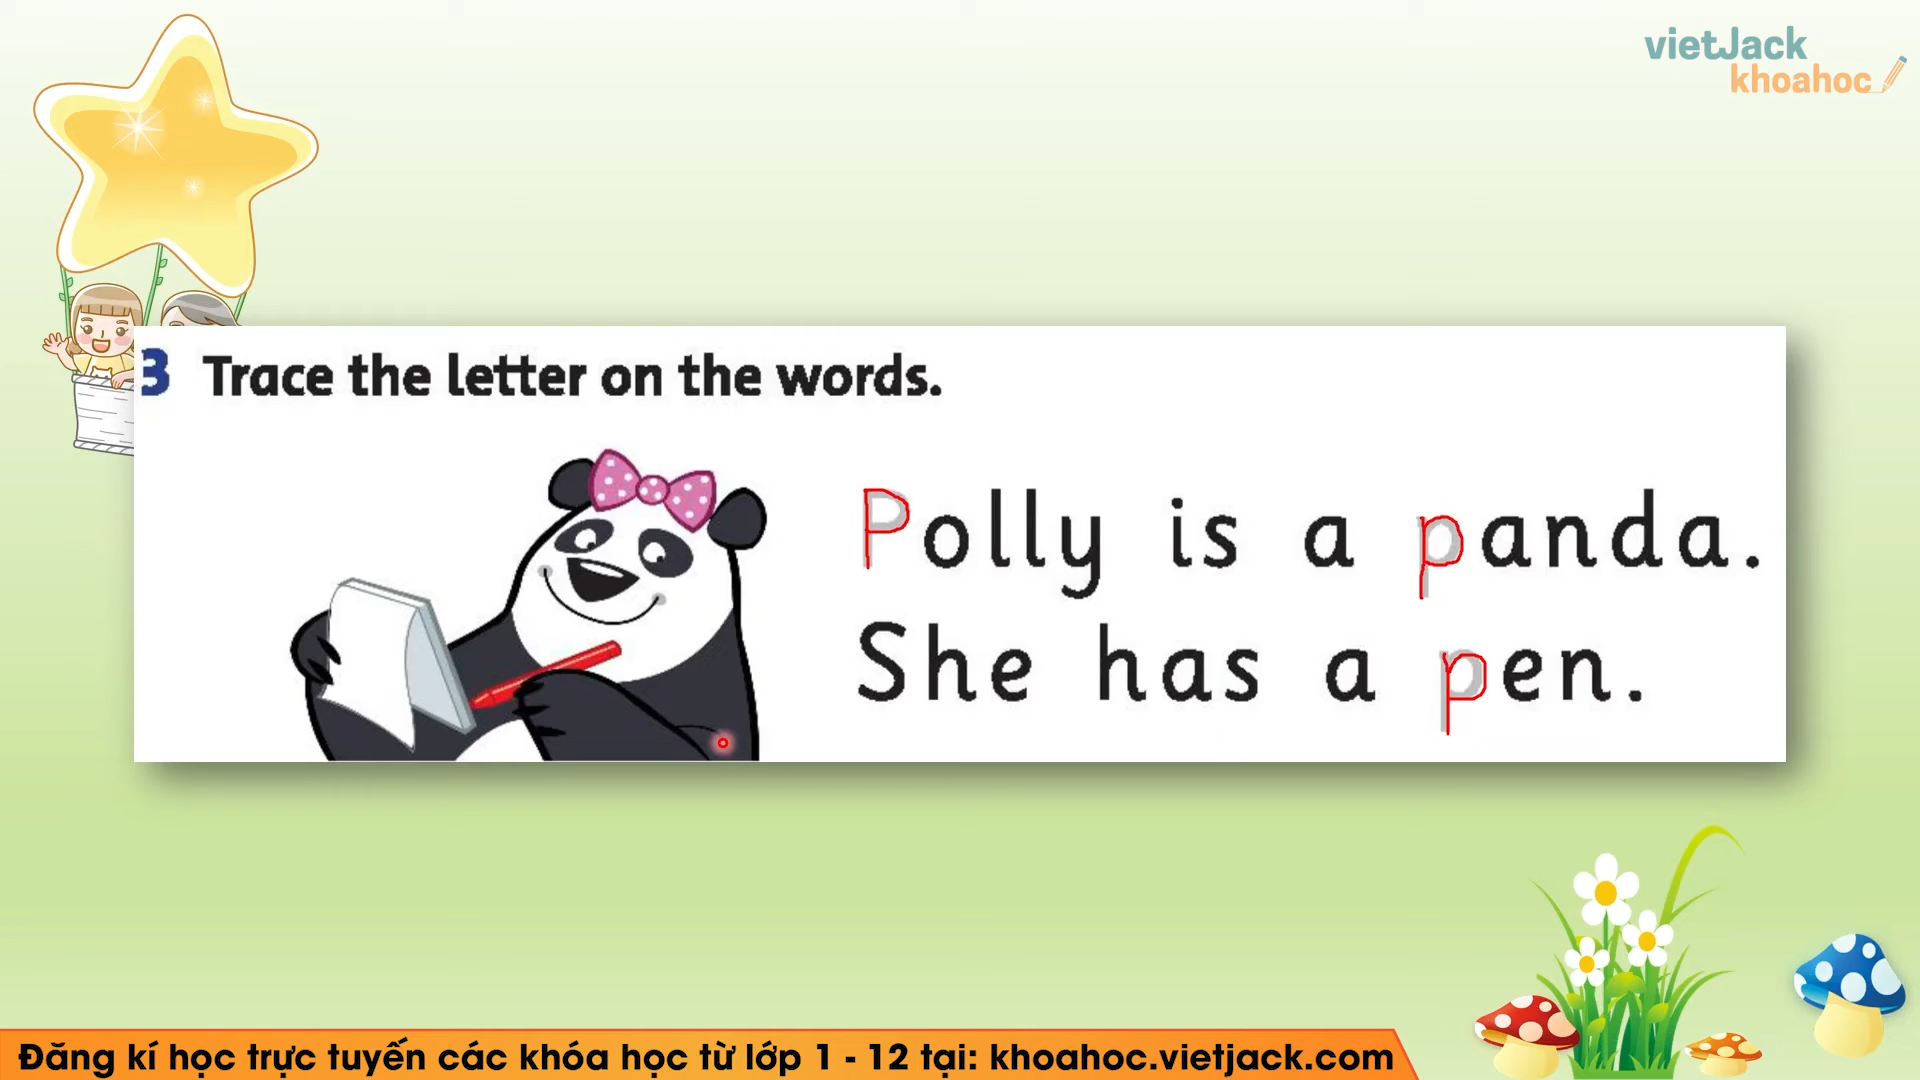 vietJack
khoahoc
3 Trace the letter on the words.
Polly is a panda.
She has a pen.
Đăng kí học trực tuyến các khóa học từ lớp 1 - 12 tại: khoahoc.vietjack.com